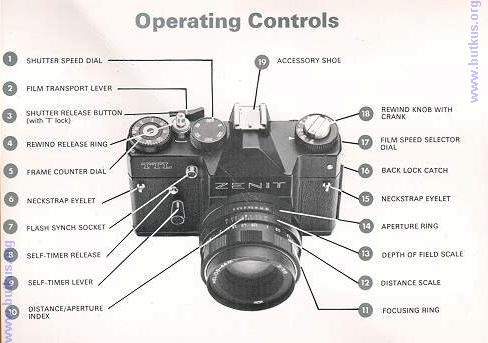 Operating Controls
1 SHUTTER SPEED DIAL
2 FILM TRANSPORT LEVER
3 SHUTTER RELEASE BUTTON
(with 'T' lock)
4 REWIND RELEASE RING
5 FRAME COUNTER DIAL
6 NECKSTRAP EYELET
7 FLASH SYNCH SOCKET
8 SELF-TIMER RELEASE
9 SELF-TIMER LEVER
10 DISTANCE/APERTURE
INDEX
19 ACCESSORY SHOE
18 REWIND KNOB WITH
CRANK
17 FILM SPEED SELECTOR
DIAL
16 BACK LOCK CATCH
15 NECKSTRAP EYELET
14 APERTURE RING
13 DEPTH OF FIELD SCALE
12 DISTANCE SCALE
11 FOCUSING RING
TTL
ZENIT
www.butkus.org
www.butkus.org